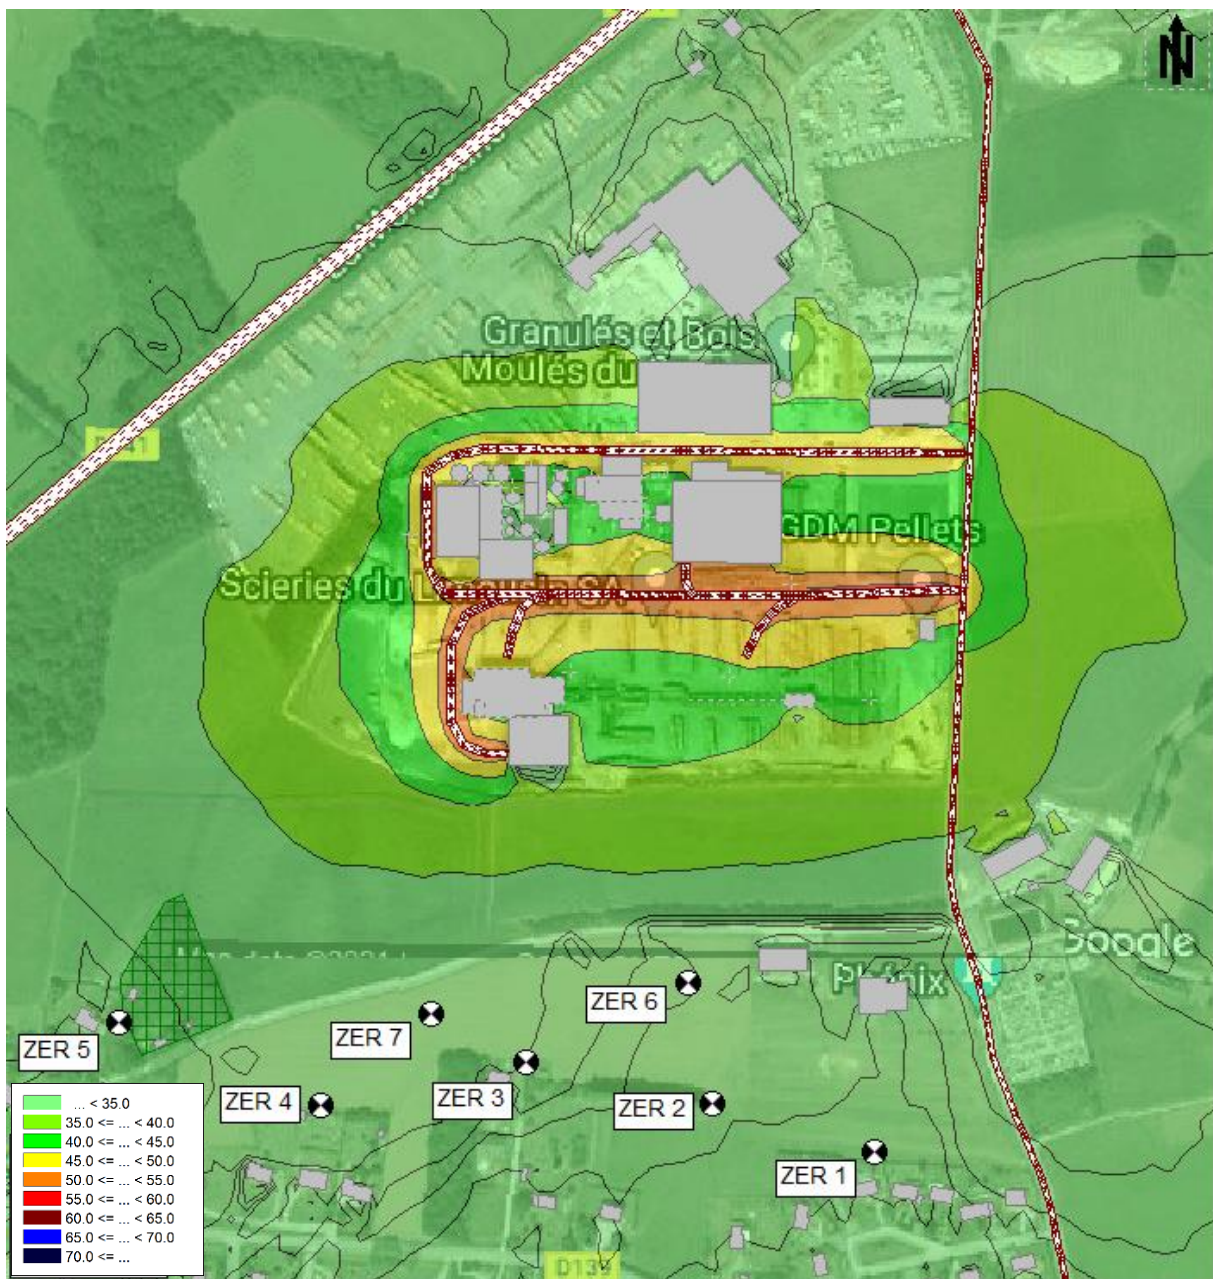 N
Granulés et Bois
Moulés du
GDM Pellets
Scieries du Limousin SA
Google
Phénix
ZER 6
ZER 7
ZER 5
ZER 4
ZER 3
ZER 2
ZER 1
D139
... < 35.0
35.0 <= ... < 40.0
40.0 <= ... < 45.0
45.0 <= ... < 50.0
50.0 <= ... < 55.0
55.0 <= ... < 60.0
60.0 <= ... < 65.0
65.0 <= ... < 70.0
70.0 <= ...